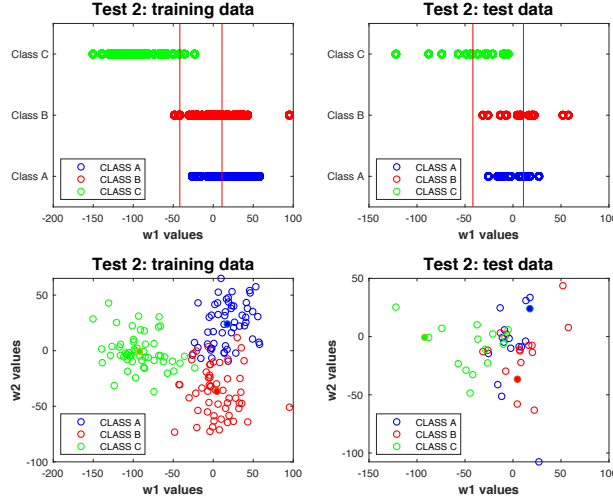 Test 2: training data
Class C
Class B
Class A
CLASS A
CLASS B
CLASS C
-200 -150 -100 -50 0 50 100
w1 values
Test 2: test data
Class C
Class B
Class A
CLASS A
CLASS B
CLASS C
-150 -100 -50 0 50 100
w1 values
Test 2: training data
w2 values
50
0
-50
-100
CLASS A
CLASS B
CLASS C
-200 -150 -100 -50 0 50 100
w1 values
Test 2: test data
w2 values
50
0
-50
-100
CLASS A
CLASS B
CLASS C
-150 -100 -50 0 50 100
w1 values